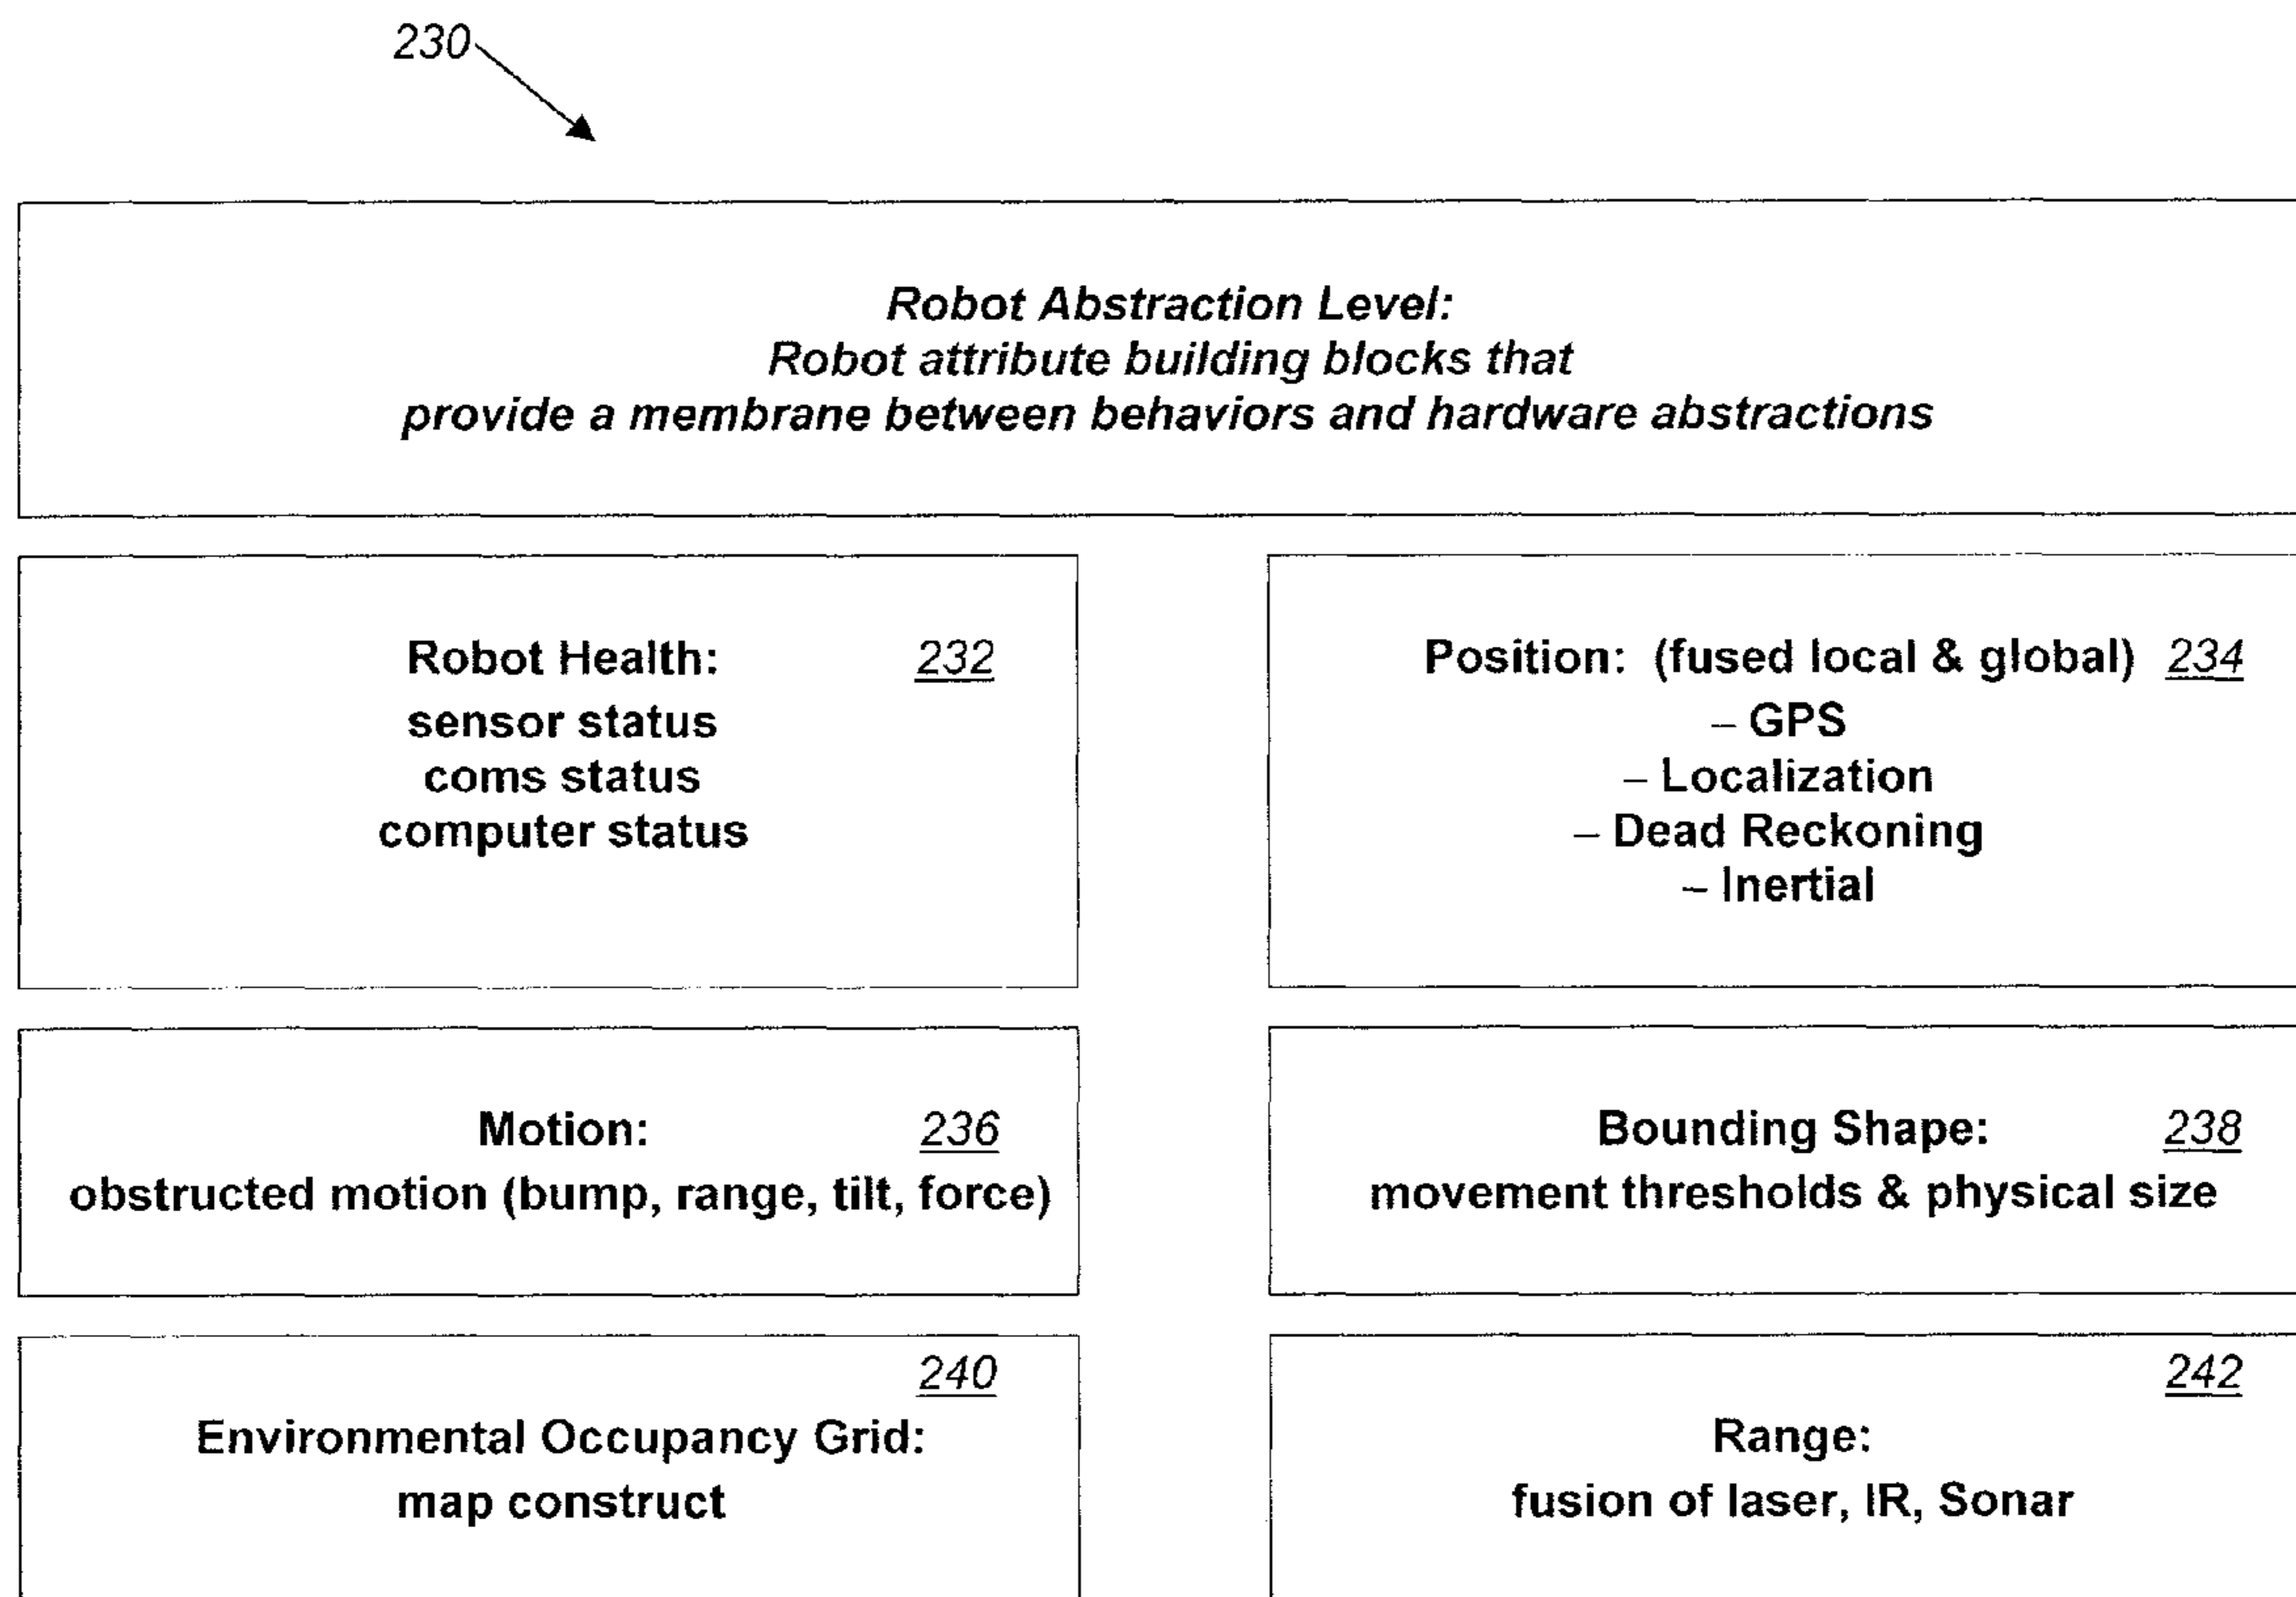 230
Robot Abstraction Level:
Robot attribute building blocks that
provide a membrane between behaviors and hardware abstractions
Robot Health: 232
sensor status
coms status
computer status
Position: (fused local & global) 234
– GPS
– Localization
– Dead Reckoning
– Inertial
Motion: 236
obstructed motion (bump, range, tilt, force)
Bounding Shape: 238
movement thresholds & physical size
240
Environmental Occupancy Grid:
map construct
242
Range:
fusion of laser, IR, Sonar